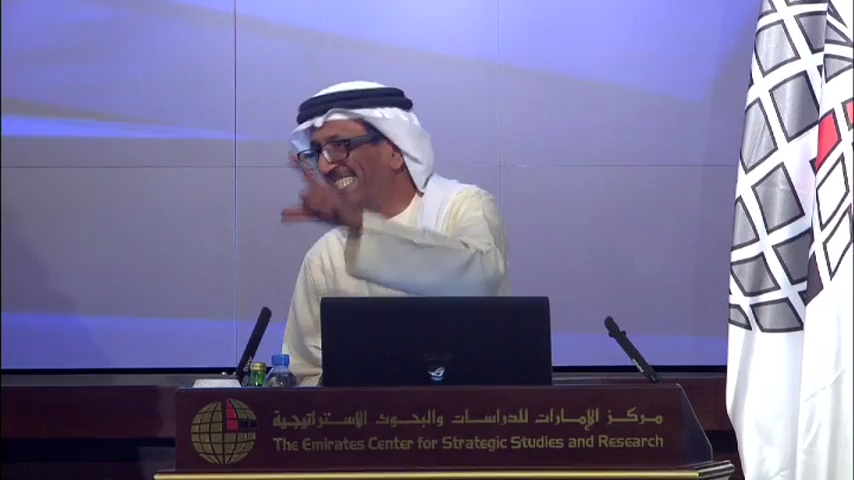 مركز الإمارات للدراسات والبحوث الاستراتيجية
The Emirates Center for Strategic Studies and Research